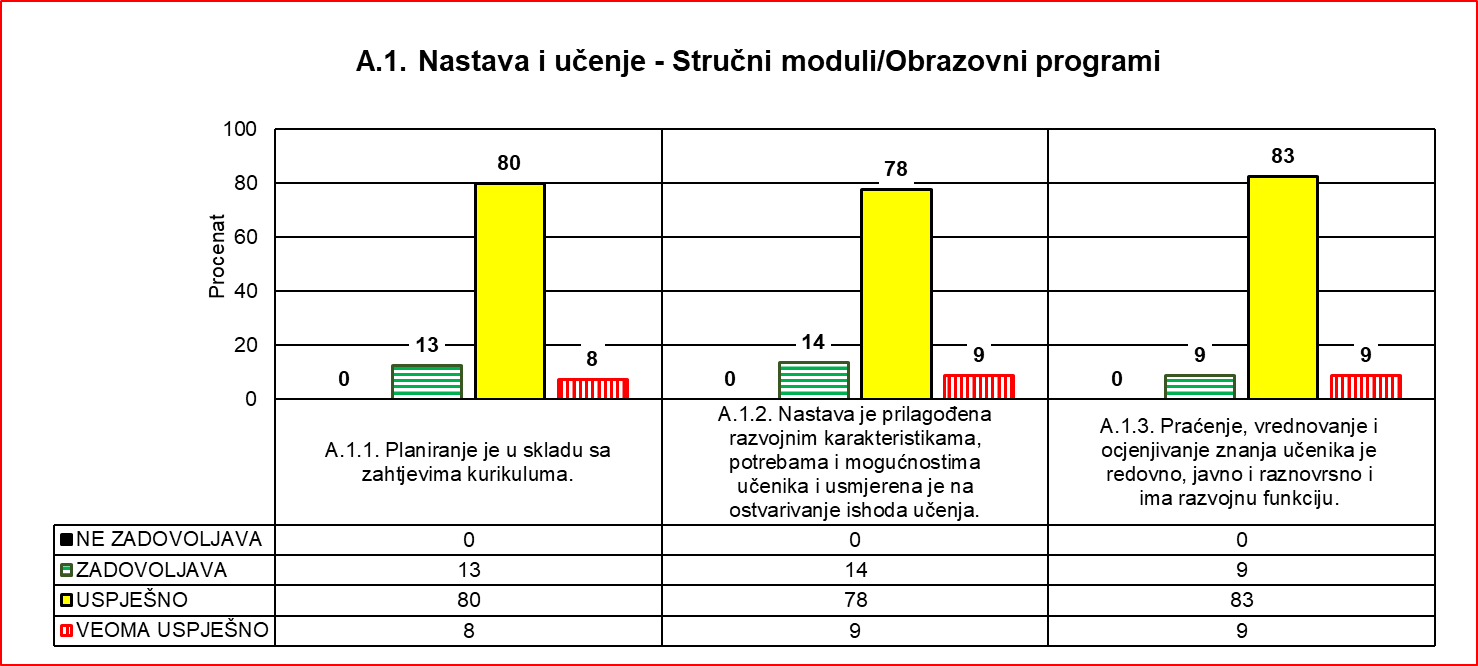 A.1. Nastava i učenje - Stručni moduli/Obrazovni programi
Procenat
100
80
60
40
20
0
0
13
80
8
0
14
78
9
0
9
83
9
A.1.1. Planiranje je u skladu sa
zahtjevima kurikuluma.
A.1.2. Nastava je prilagođena
razvojnim karakteristikama,
potrebama i mogućnostima
učenika i usmjerena je na
ostvarivanje ishoda učenja.
A.1.3. Praćenje, vrednovanje i
ocjenjivanje znanja učenika je
redovno, javno i raznovrsno i
ima razvojnu funkciju.
NE ZADOVOLJAVA 0 0 0
ZADOVOLJAVA 13 14 9
USPJEŠNO 80 78 83
VEOMA USPJEŠNO 8 9 9